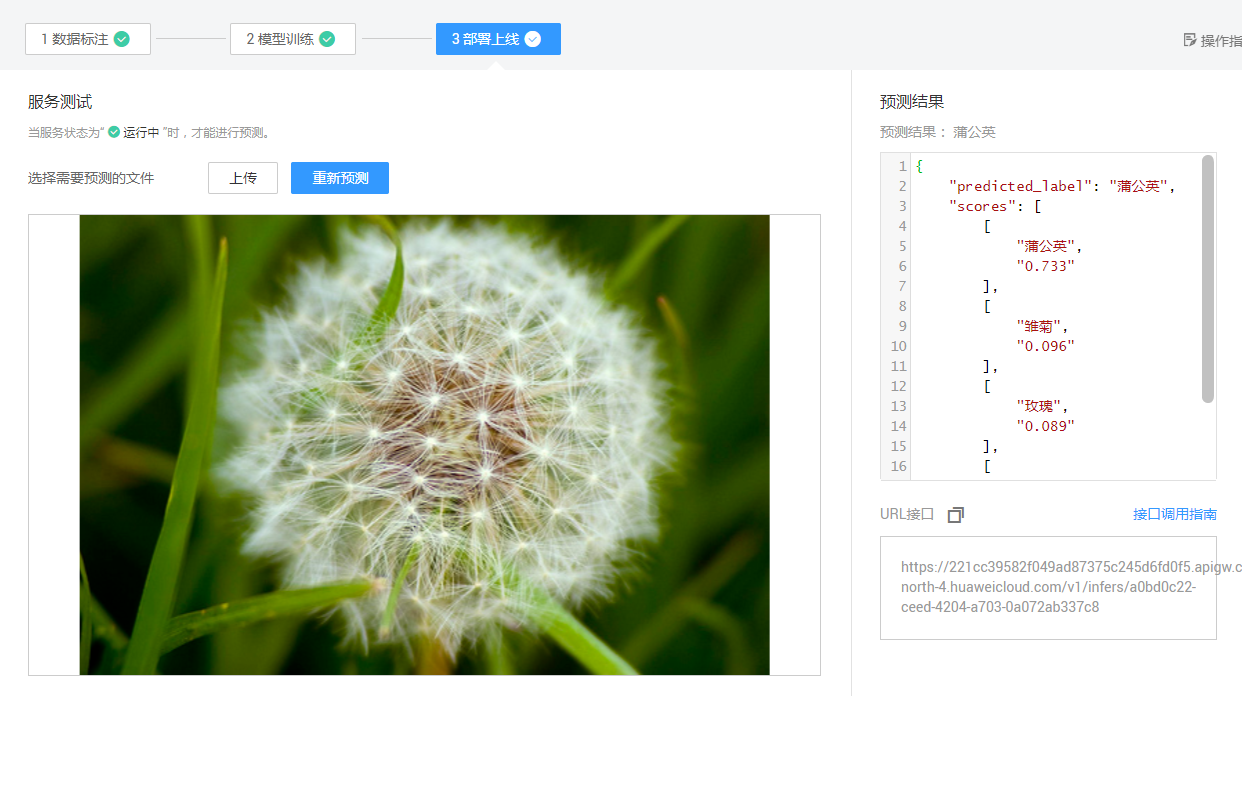 1 数据标注
2 模型训练
3 部署上线
操作指
服务测试
当服务状态为“ 运行中 ”时，才能进行预测。
选择需要预测的文件
上传
重新预测
预测结果
预测结果： 蒲公英
1 {
2 "predicted_label": "蒲公英",
3 "scores": [
4 [
5 "蒲公英",
6 "0.733"
7 ],
8 [
9 "雏菊",
10 "0.096"
11 ],
12 [
13 "玫瑰",
14 "0.089"
15 ],
16 [
URL接口
接口调用指南
https://221cc39582f049ad87375c245d6fd0f5.apigw.c
north-4.huaweicloud.com/v1/infers/a0bd0c22-
ceed-4204-a703-0a072ab337c8